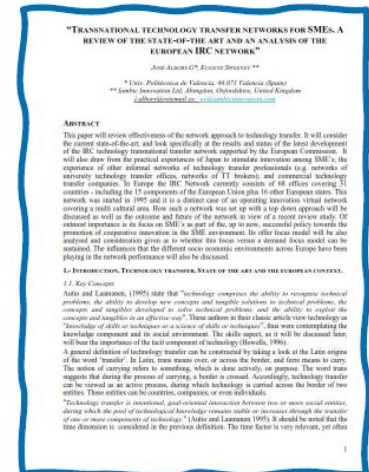 "TRANSNATIONAL TECHNOLOGY TRANSFER NETWORKS FOR SMES. A
REVIEW OF THE STATE-OF-THE ART AND AN ANALYSIS OF THE
EUROPEAN IRC NETWORK"
JOSE ALBORS G*, EUGENE SWEENEY **
* Univ. Politécnica de Valencia, 46.071 Valencia (Spain)
** Iambic Innovation Ltd, Abingdon, Oxfordshire, United Kingdom
ABSTRACT
This paper will review effectiveness of the network approach to technology transfer. It will consider
the current state-of-the-art, and look specifically at the results and status of the latest development
of the IRC technology transnational transfer network supported by the European Commission. It
will also draw from the practical experiences of Japan to stimulate innovation among SME's; the
experience of other informal networks of technology transfer professionals (e.g. networks of
university technology transfer offices, networks of TT brokers); and commercial technology
transfer companies. In Europe the IRC Network currently consists of 68 offices covering 31
countries - including the 15 components of the European Union plus 16 other European states. This
network was started in 1995 and it is a distinct case of an operating innovation virtual network
covering a multi cultural area. How such a network was set up with a top down approach will be
discussed as well as the outcome and future of the network in view of a recent review study. Of
outmost importance is its focus on SME's as part of, the up to new, successful policy towards the
promotion of cooperative innovation in the SME environment. Its offer focus model will be also
analysed and consideration given as to whether this focus versus a demand focus model can be
sustained. The influences that the different socio economic environments across Europe have been
playing in the network performance will also be discussed.
1.- INTRODUCTION, TECHNOLOGY TRANSFER, STATE OF THE ART AND THE EUROPEAN CONTEXT.
1.1. Key Concepts
Autio and Laamanen, (1995) state that "technology comprises the ability to recognise technical
problems, the ability to develop new concepts and tangible solutions to technical problems, the
concepts and tangibles developed to solve technical problems, and the ability to exploit the
concepts and tangibles in an effective way". These authors in their classic article view technology as
"knowledge of skills or techniques or a science of skills or techniques", thus were contemplating the
knowledge component and its social environment. The skills aspect, as it will be discussed later,
will bear the importance of the tacit component of technology (Howells, 1996).
A general definition of technology transfer can be constructed by taking a look at the Latin origins
of the word 'transfer'. In Latin, trans means over, or across the border, and ferre means to carry.
The notion of carrying refers to something, which is done actively, on purpose. The word trans
suggests that during the process of carrying, a border is crossed. Accordingly, technology transfer
can be viewed as an active process, during which technology is carried across the border of two
entities. These entities can be countries, companies, or even individuals.
"Technology transfer is intentional, goal-oriented interaction between two or more social entities,
during which the pool of technological knowledge remains stable or increases through the transfer
of one or more components of technology." (Autio and Laamanen, 1995). It should be noted that the
time dimension is considered in the previous definition. The time factor is very relevant, yet often
1